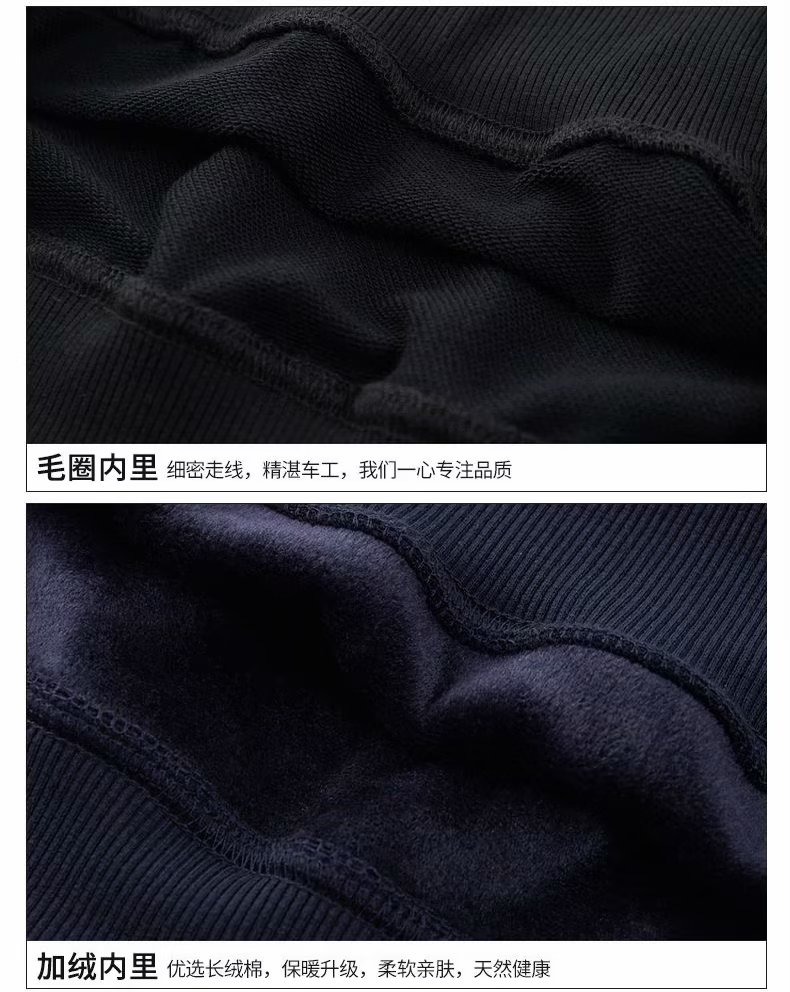 毛圈内里 细密走线，精湛车工，我们一心专注品质
加绒内里 优选长绒棉，保暖升级，柔软亲肤，天然健康